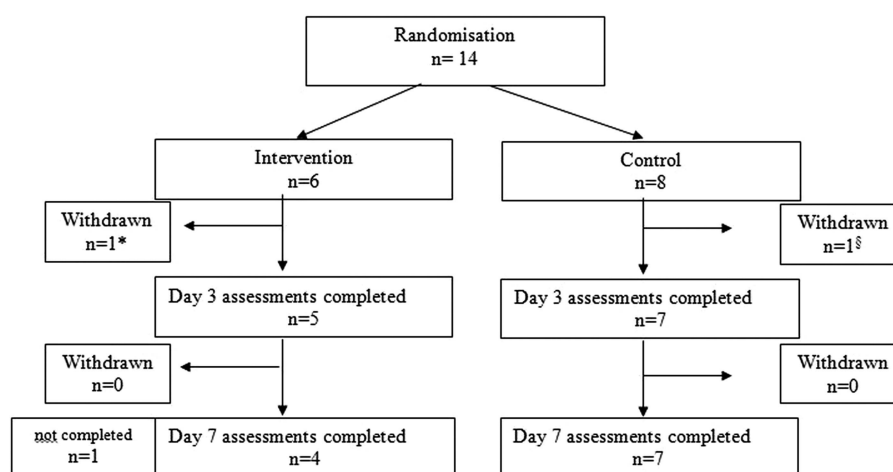 Randomisation
n= 14
Intervention
n=6
Control
n=8
Withdrawn
n=1*
Withdrawn
n=1§
Day 3 assessments completed
n=5
Day 3 assessments completed
n=7
Withdrawn
n=0
Withdrawn
n=0
not completed
n=1
Day 7 assessments completed
n=4
Day 7 assessments completed
n=7